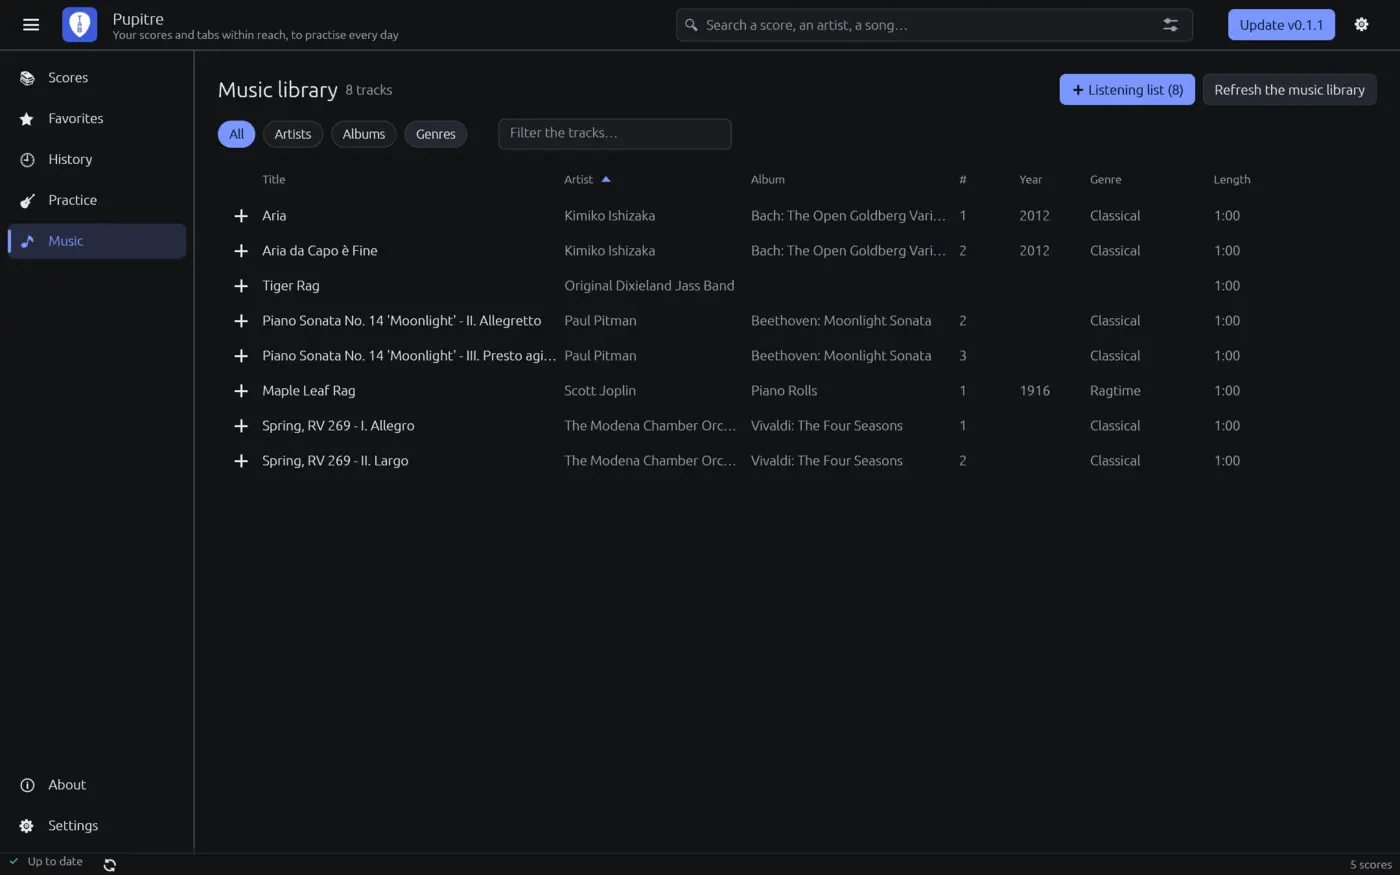 TAB
Pupitre
Your scores and tabs within reach, to practise every day
Search a score, an artist, a song…
Update v0.1.1
Scores
Favorites
History
Practice
Music
About
Settings
Music library 8 tracks
+ Listening list (8)
Refresh the music library
All Artists Albums Genres
Filter the tracks…
Title Artist Album # Year Genre Length
Aria Kimiko Ishizaka Bach: The Open Goldberg Vari… 1 2012 Classical 1:00
Aria da Capo è Fine Kimiko Ishizaka Bach: The Open Goldberg Vari… 2 2012 Classical 1:00
Tiger Rag Original Dixieland Jass Band 1:00
Piano Sonata No. 14 'Moonlight' - II. Allegretto Paul Pitman Beethoven: Moonlight Sonata 2 Classical 1:00
Piano Sonata No. 14 'Moonlight' - III. Presto agi… Paul Pitman Beethoven: Moonlight Sonata 3 Classical 1:00
Maple Leaf Rag Scott Joplin Piano Rolls 1 1916 Ragtime 1:00
Spring, RV 269 - I. Allegro The Modena Chamber Orc… Vivaldi: The Four Seasons 1 Classical 1:00
Spring, RV 269 - II. Largo The Modena Chamber Orc… Vivaldi: The Four Seasons 2 Classical 1:00
Up to date
5 scores